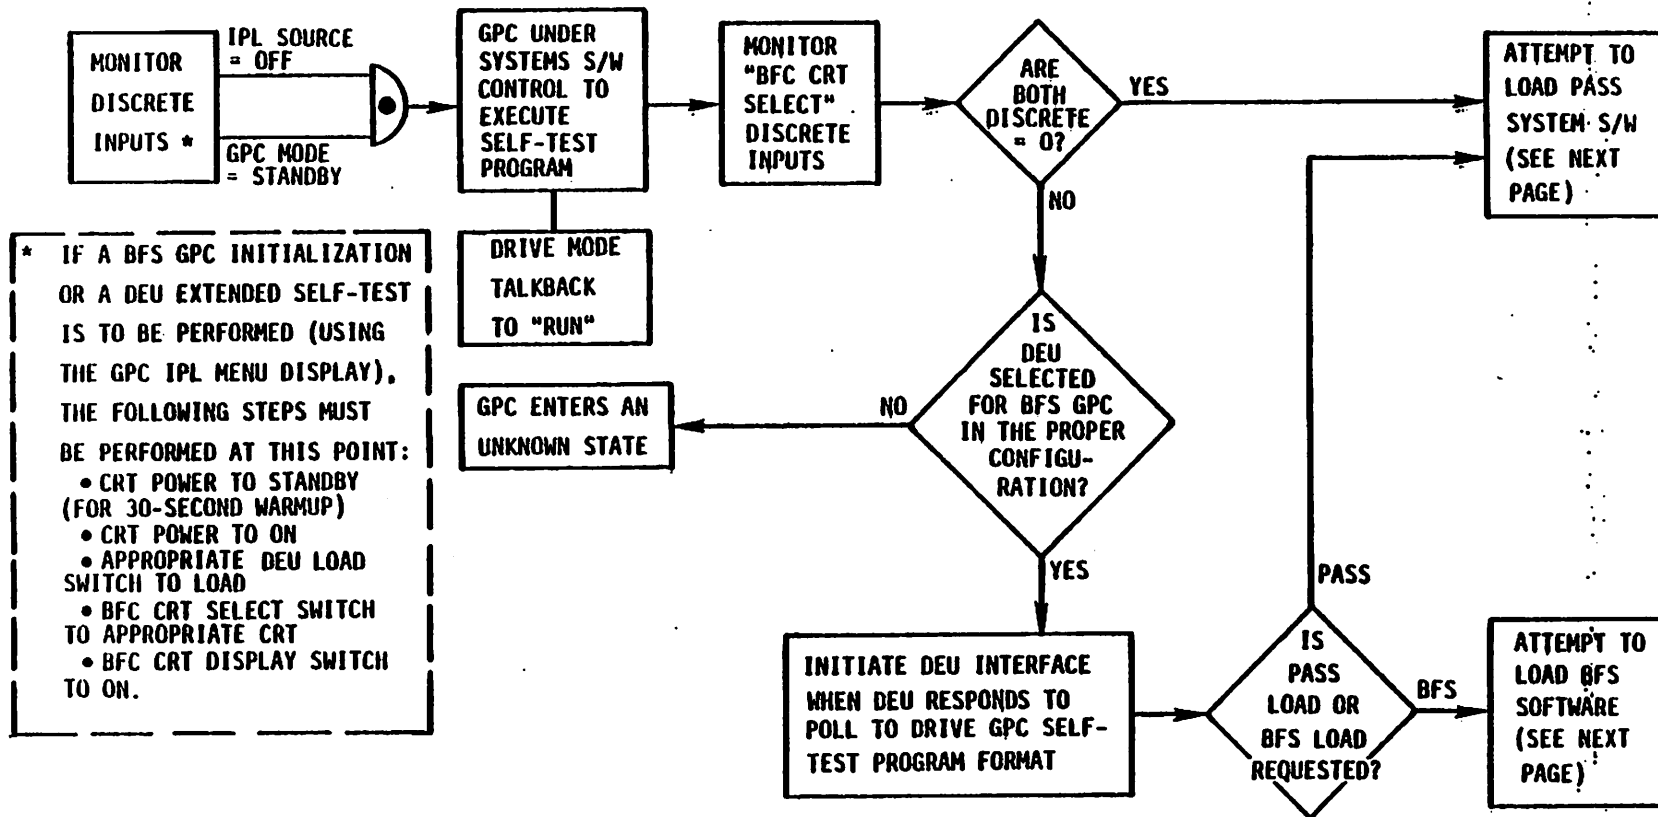 MONITOR
DISCRETE
INPUTS *
IPL SOURCE
= OFF
GPC MODE
= STANDBY
GPC UNDER
SYSTEMS S/W
CONTROL TO
EXECUTE
SELF-TEST
PROGRAM
DRIVE MODE
TALKBACK
TO "RUN"
MONITOR
"BFC CRT
SELECT"
DISCRETE
INPUTS
ARE
BOTH
DISCRETE
= 0?
YES
NO
ATTEMPT TO
LOAD PASS
SYSTEM S/W
(SEE NEXT
PAGE)
* IF A BFS GPC INITIALIZATION
OR A DEU EXTENDED SELF-TEST
IS TO BE PERFORMED (USING
THE GPC IPL MENU DISPLAY),
THE FOLLOWING STEPS MUST
BE PERFORMED AT THIS POINT:
• CRT POWER TO STANDBY
(FOR 30-SECOND WARMUP)
• CRT POWER TO ON
• APPROPRIATE DEU LOAD
SWITCH TO LOAD
• BFC CRT SELECT SWITCH
TO APPROPRIATE CRT
• BFC CRT DISPLAY SWITCH
TO ON.
IS
DEU
SELECTED
FOR BFS GPC
IN THE PROPER
CONFIGU-
RATION?
NO
GPC ENTERS AN
UNKNOWN STATE
YES
INITIATE DEU INTERFACE
WHEN DEU RESPONDS TO
POLL TO DRIVE GPC SELF-
TEST PROGRAM FORMAT
IS
PASS
LOAD OR
BFS LOAD
REQUESTED?
PASS
BFS
ATTEMPT TO
LOAD BFS
SOFTWARE
(SEE NEXT
PAGE)